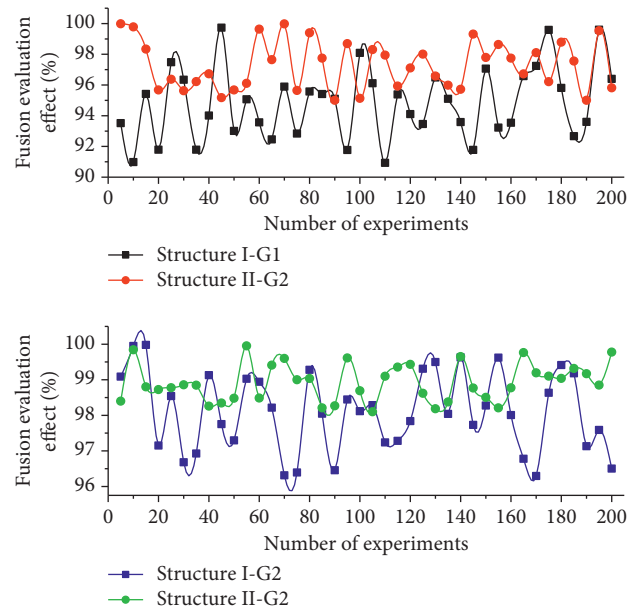 Fusion evaluation
effect (%)
100
98
96
94
92
90
0 20 40 60 80 100 120 140 160 180 200
Number of experiments
Structure I-G1
Structure II-G2
Fusion evaluation
effect (%)
100
99
98
97
96
0 20 40 60 80 100 120 140 160 180 200
Number of experiments
Structure I-G2
Structure II-G2